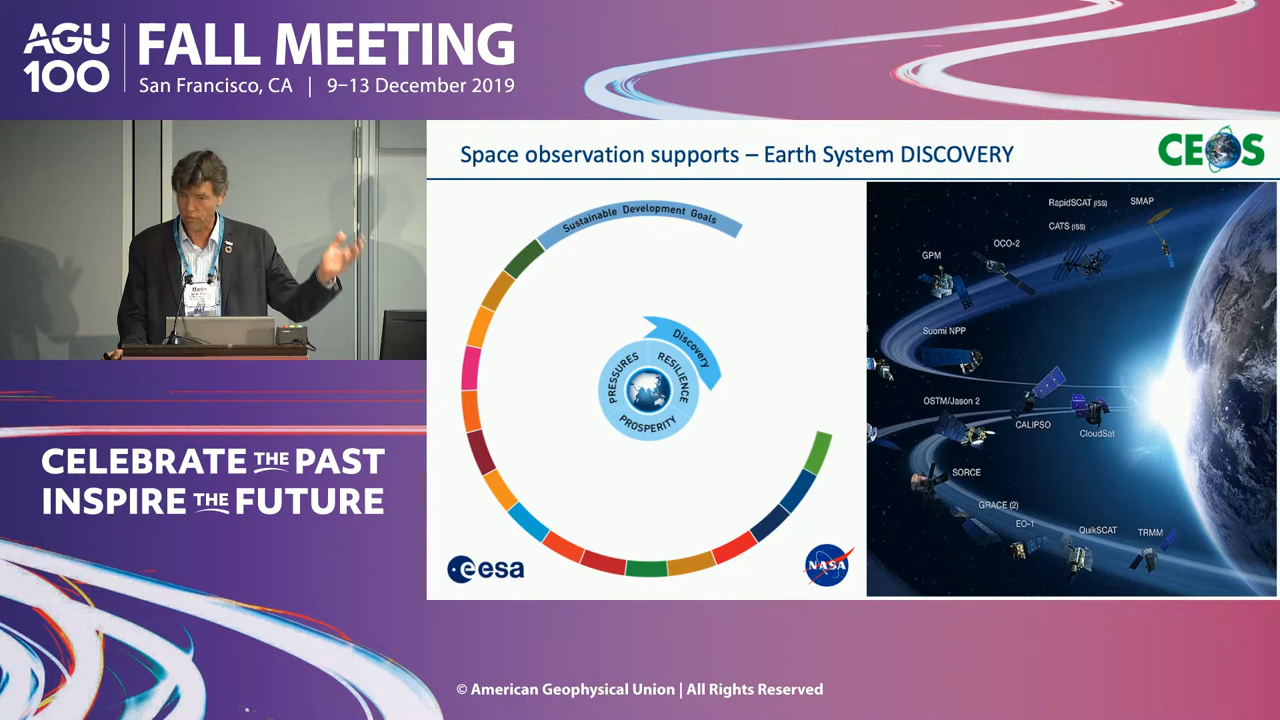 AGU
100
FALL MEETING
San Francisco, CA | 9–13 December 2019
Space observation supports – Earth System DISCOVERY
CEOS
Sustainable Development Goals
Discovery
PRESSURES
RESILIENCE
PROSPERITY
esa
NASA
RapidSCAT (ISS)
SMAP
CATS (ISS)
OCO-2
GPM
Suomi NPP
OSTM/Jason 2
CALIPSO
CloudSat
SORCE
GRACE (2)
EO-1
QuikSCAT
TRMM
Martin
CELEBRATE THE PAST
INSPIRE THE FUTURE
© American Geophysical Union | All Rights Reserved